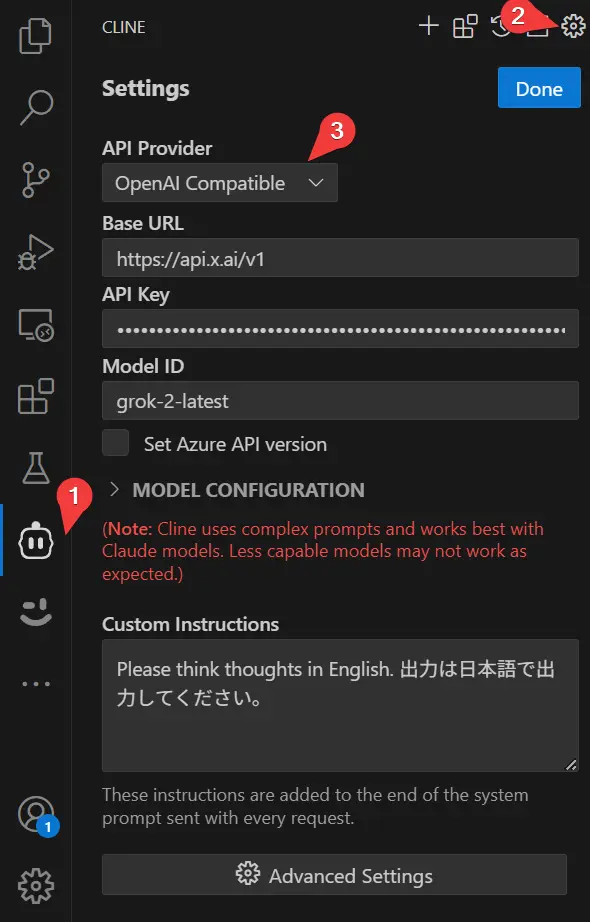 CLINE
2
Settings
Done
3
API Provider
OpenAI Compatible
Base URL
https://api.x.ai/v1
API Key
••••••••••••••••••••••••••••••••••••••••••••••••••••••••••
Model ID
grok-2-latest
Set Azure API version
1
MODEL CONFIGURATION
(Note: Cline uses complex prompts and works best with
Claude models. Less capable models may not work as
expected.)
Custom Instructions
Please think thoughts in English. 出力は日本語で出
力してください。
These instructions are added to the end of the system
prompt sent with every request.
1
Advanced Settings